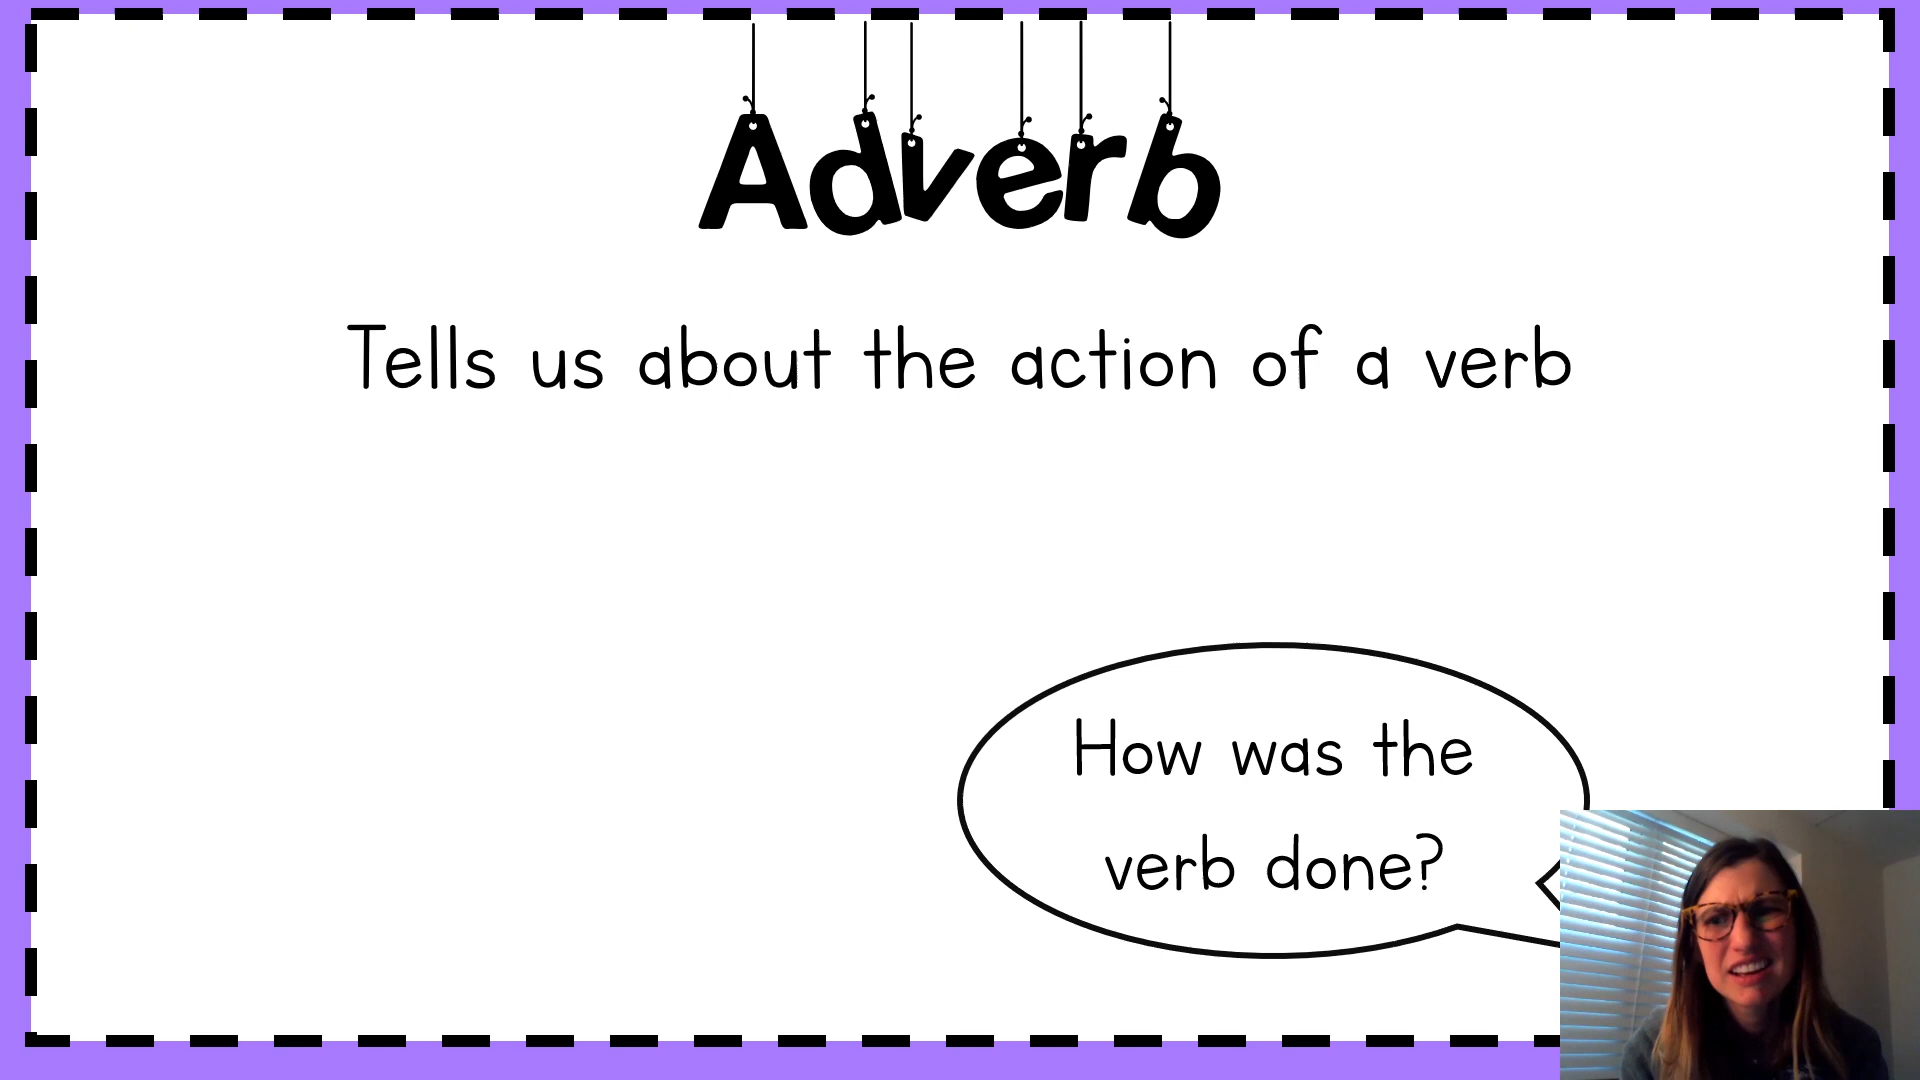 Adverb
Tells us about the action of a verb
How was the
verb done?